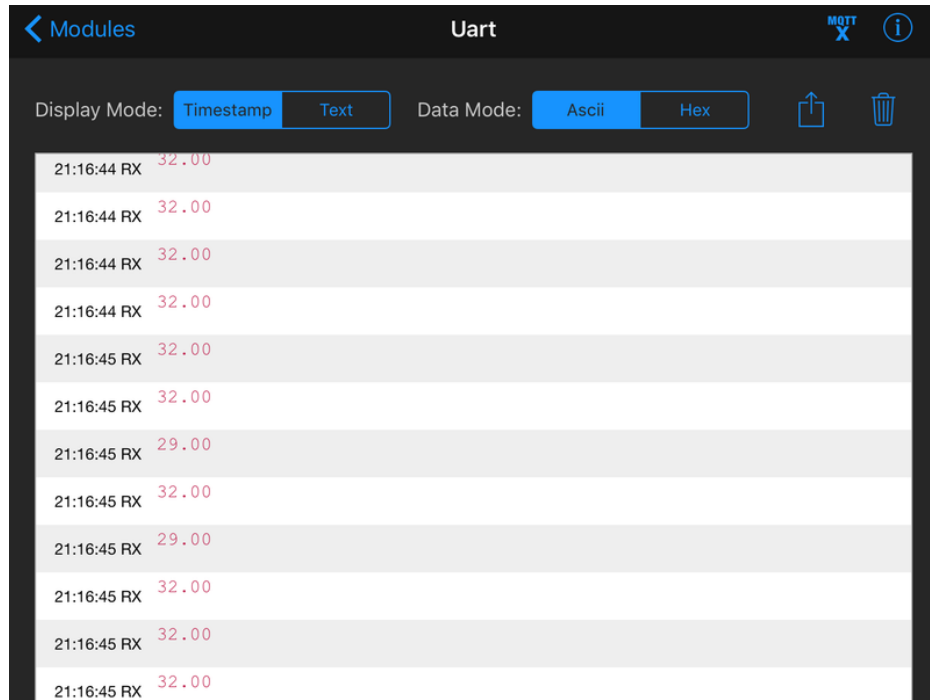 Modules Uart MQTT X i
Display Mode: Timestamp Text Data Mode: Ascii Hex
21:16:44 RX 32.00
21:16:44 RX 32.00
21:16:44 RX 32.00
21:16:44 RX 32.00
21:16:45 RX 32.00
21:16:45 RX 32.00
21:16:45 RX 29.00
21:16:45 RX 32.00
21:16:45 RX 29.00
21:16:45 RX 32.00
21:16:45 RX 32.00
21:16:45 RX 32.00